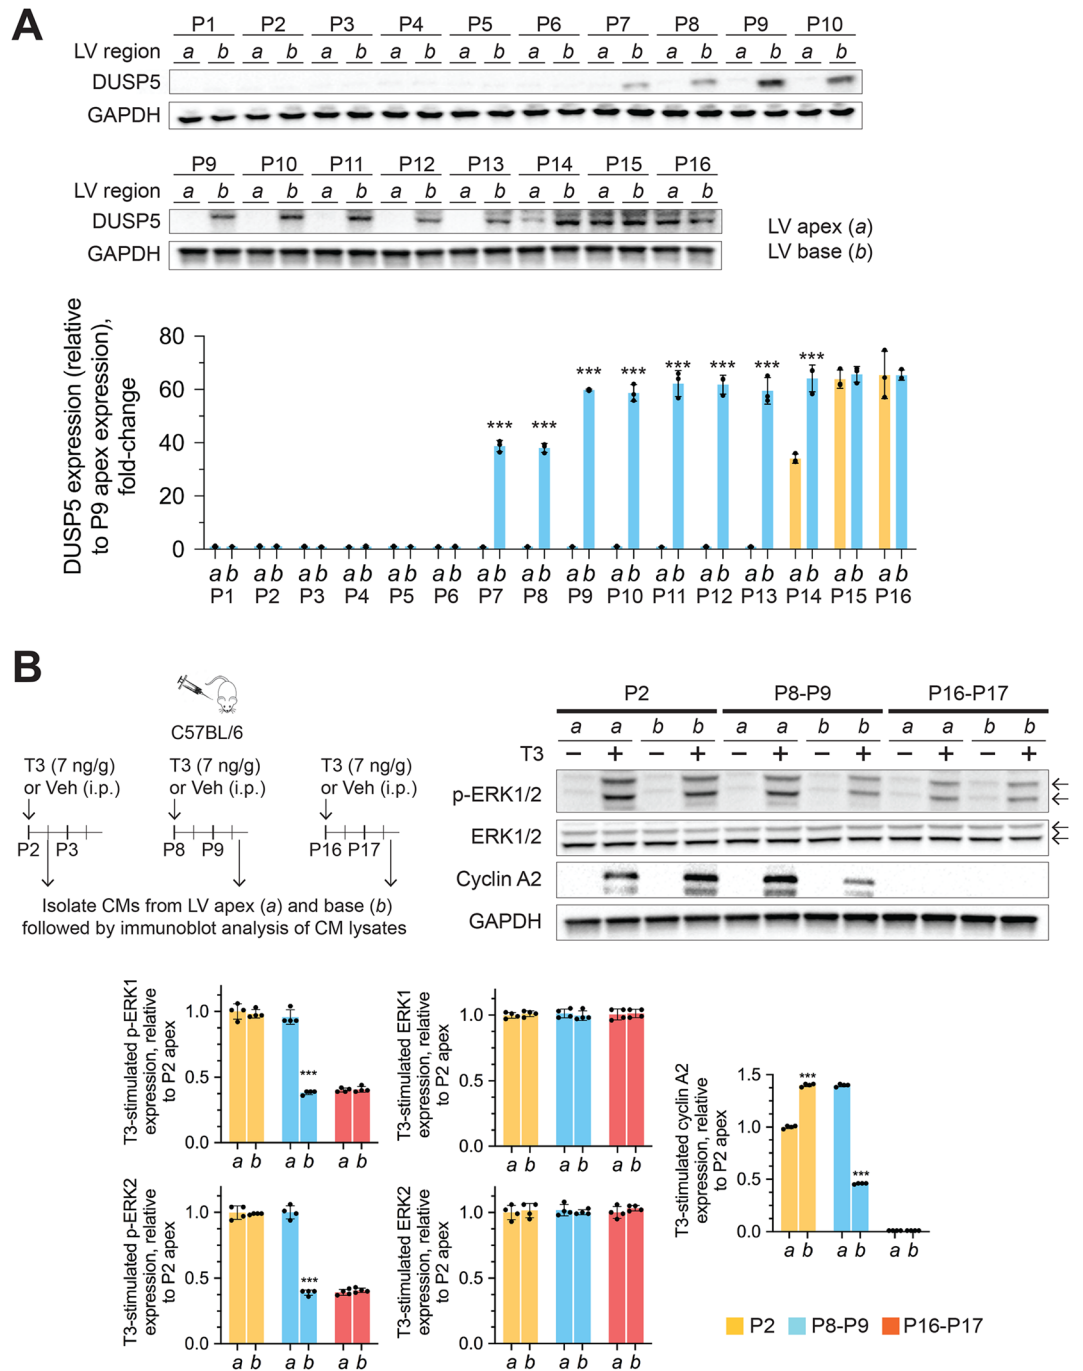 A
P1 P2 P3 P4 P5 P6 P7 P8 P9 P10
LV region a b a b a b a b a b a b a b a b a b a b
DUSP5
GAPDH
P9 P10 P11 P12 P13 P14 P15 P16
LV region a b a b a b a b a b a b a b a b
DUSP5
GAPDH
LV apex (a)
LV base (b)
DUSP5 expression (relative
to P9 apex expression),
fold-change
80
60
40
20
0
*** *** *** *** *** *** *** ***
a b a b a b a b a b a b a b a b a b a b a b a b a b a b a b a b
P1 P2 P3 P4 P5 P6 P7 P8 P9 P10 P11 P12 P13 P14 P15 P16
B
C57BL/6
T3 (7 ng/g)
or Veh (i.p.)
T3 (7 ng/g)
or Veh (i.p.)
T3 (7 ng/g)
or Veh (i.p.)
P2 P3 P8 P9 P16 P17
Isolate CMs from LV apex (a) and base (b)
followed by immunoblot analysis of CM lysates
P2 P8-P9 P16-P17
a a b b a a b b a a b b
T3 − + − + − + − + − + − +
p-ERK1/2
ERK1/2
Cyclin A2
GAPDH
T3-stimulated p-ERK1
expression, relative
to P2 apex
1.0
0.5
0.0
***
a b a b a b
T3-stimulated ERK1
expression, relative
to P2 apex
1.0
0.5
0.0
a b a b a b
T3-stimulated p-ERK2
expression, relative
to P2 apex
1.0
0.5
0.0
***
a b a b a b
T3-stimulated ERK2
expression, relative
to P2 apex
1.0
0.5
0.0
a b a b a b
T3-stimulated cyclin A2
expression, relative
to P2 apex
1.5
1.0
0.5
0.0
***
***
a b a b a b
P2 P8-P9 P16-P17